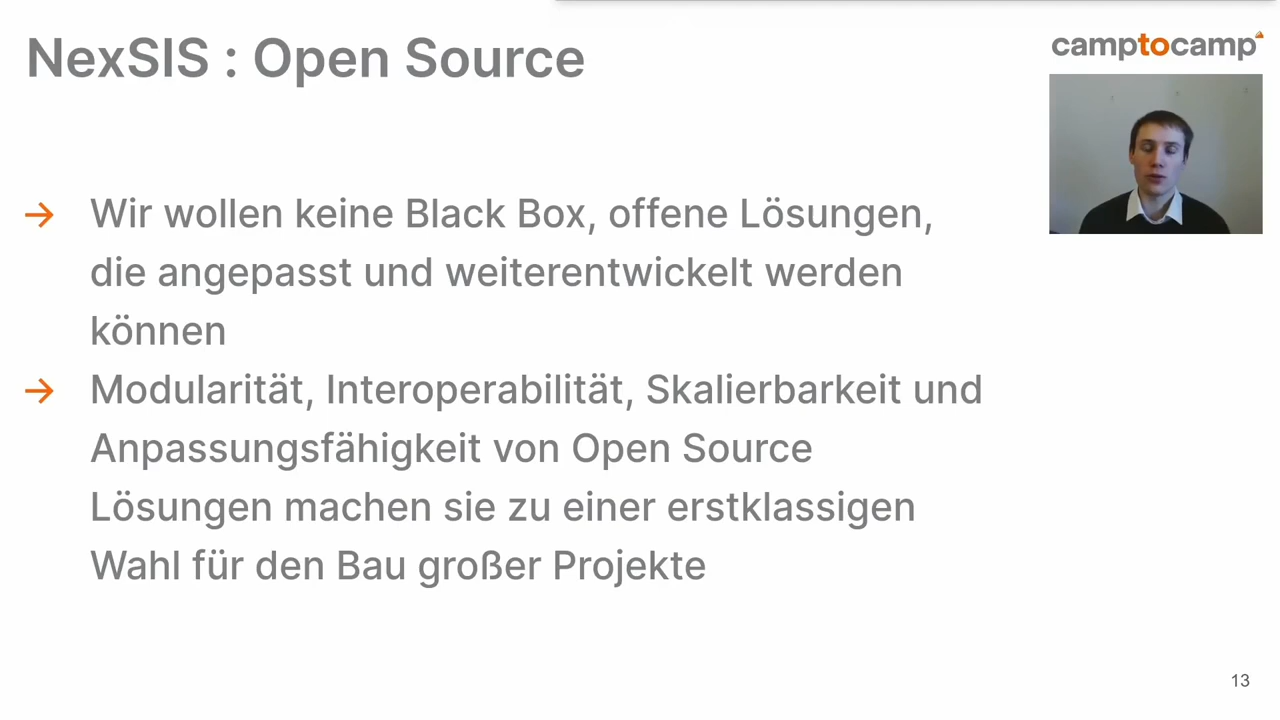 NexSIS : Open Source
camptocamp
→ Wir wollen keine Black Box, offene Lösungen,
die angepasst und weiterentwickelt werden
können
→ Modularität, Interoperabilität, Skalierbarkeit und
Anpassungsfähigkeit von Open Source
Lösungen machen sie zu einer erstklassigen
Wahl für den Bau großer Projekte
13